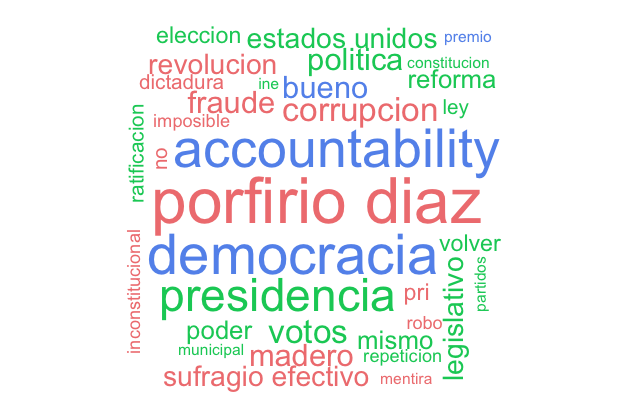 eleccion estados unidos premio
revolucion politica constitucion
dictadura ine bueno reforma
fraude corrupcion ley
imposible
ratificacion
no accountability
porfirio diaz
inconstitucional
democracia volver
legislativo
partidos
presidencia pri
poder votos robo
municipal mismo
madero repeticion
sufragio efectivo mentira